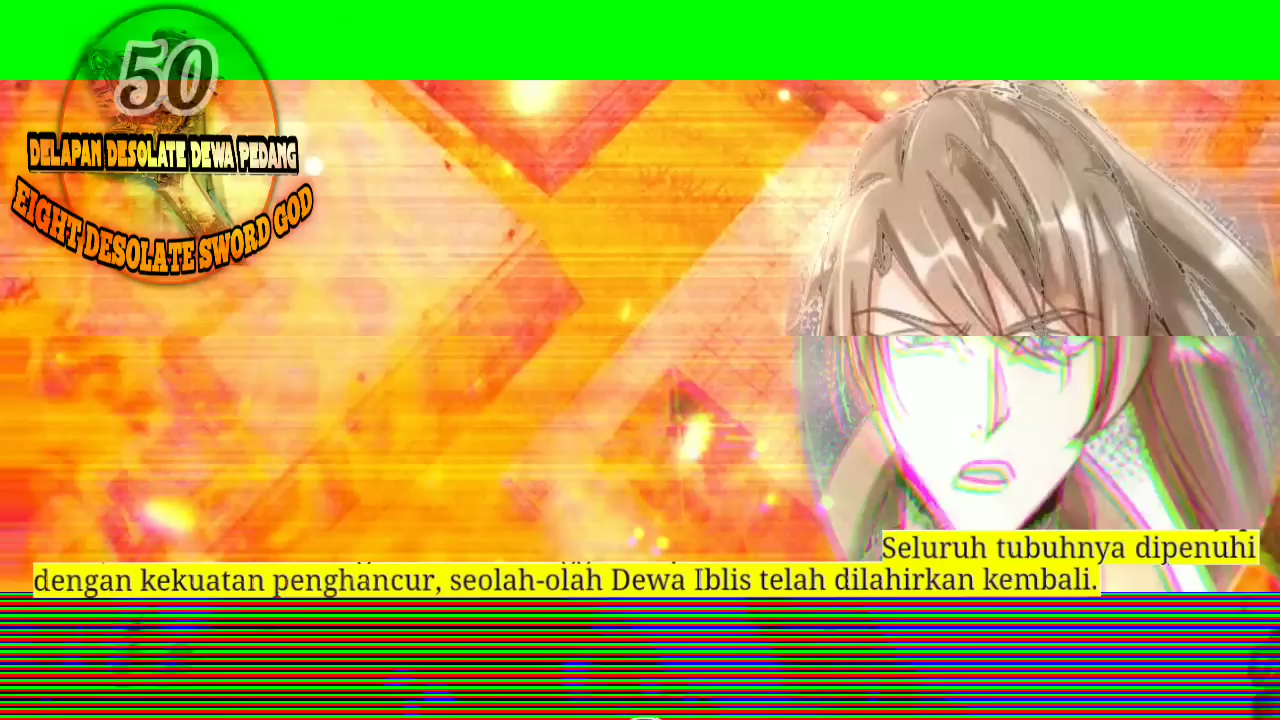 50
DELAPAN DESOLATE DEWA PEDANG
EIGHT DESOLATE SWORD GOD
Seluruh tubuhnya dipenuhi
dengan kekuatan penghancur, seolah-olah Dewa Iblis telah dilahirkan kembali.